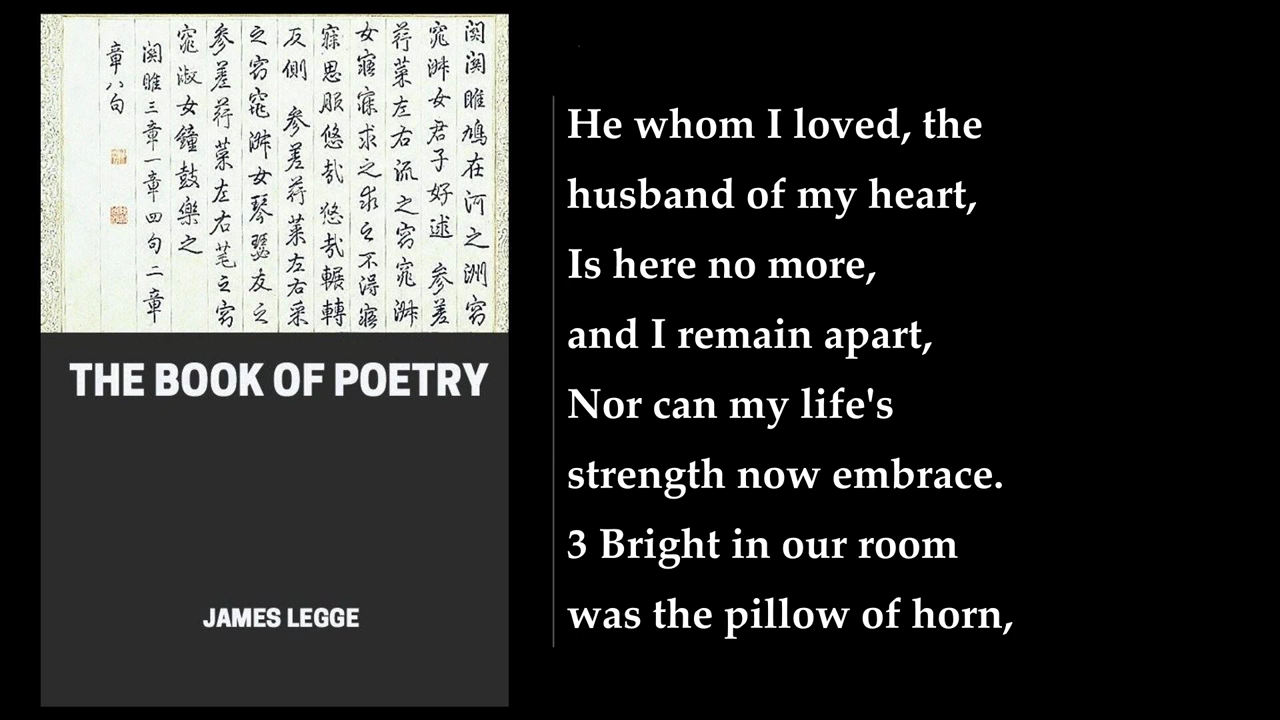 関関雎鳩在河之洲窈
窕淑女君子好逑 参差
荇菜左右流之窈窕淑
女寤寐求之求之不得寤
寐思服悠哉悠哉輾轉
反側 参差荇菜左右采
之窈窕淑女琴瑟友之
参差荇菜左右芼之窈
窕淑女鐘鼓樂之
関雎三章一章四句二章
章八句
THE BOOK OF POETRY
JAMES LEGGE
He whom I loved, the
husband of my heart,
Is here no more,
and I remain apart,
Nor can my life's
strength now embrace.
3 Bright in our room
was the pillow of horn,